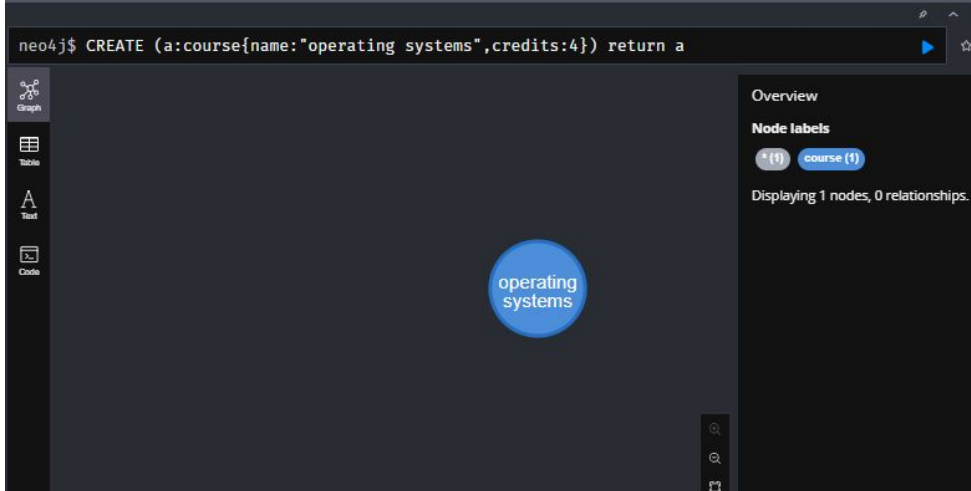 neo4j$ CREATE (a:course{name:"operating systems",credits:4}) return a
Graph
Table
A
Text
Code
operating
systems
Overview
Node labels
* (1) course (1)
Displaying 1 nodes, 0 relationships.